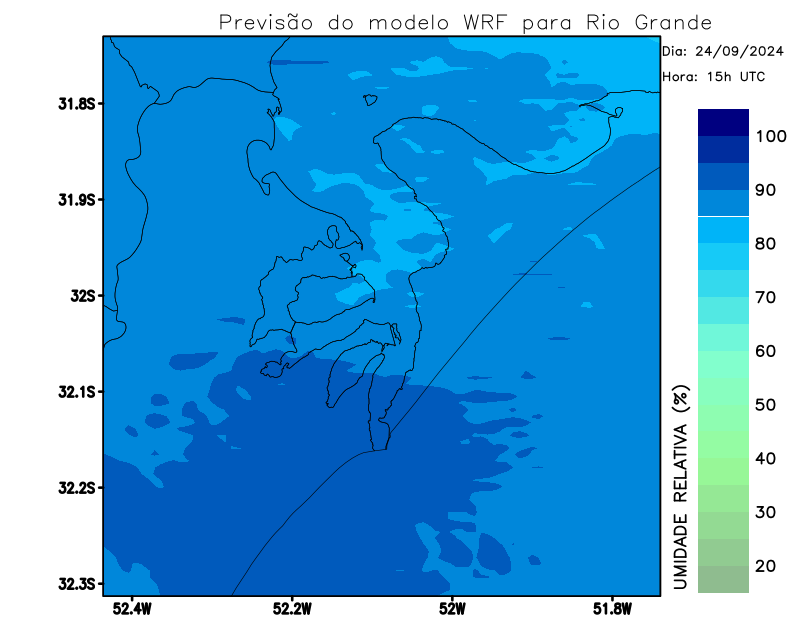 Previsão do modelo WRF para Rio Grande
Dia: 24/09/2024
Hora: 15h UTC
31.8S
31.9S
32S
32.1S
32.2S
32.3S
52.4W
52.2W
52W
51.8W
100
90
80
70
60
50
40
30
20
UMIDADE RELATIVA (%)